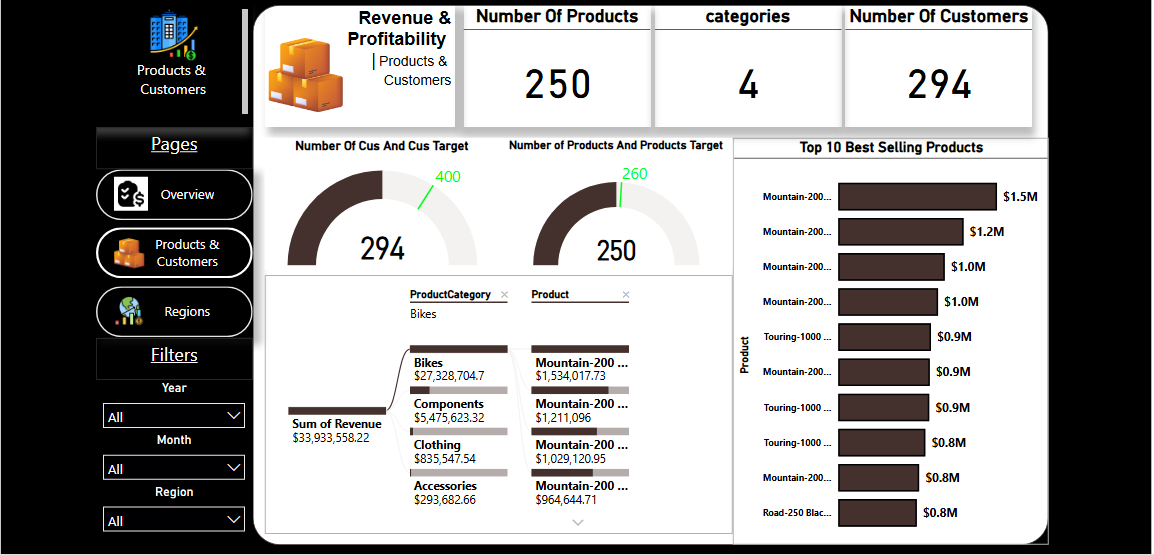 Products &
Customers
Pages
Overview
Products &
Customers
Regions
Filters
Year
All
Month
All
Region
All
Revenue &
Profitability
| Products &
Customers
Number Of Products
250
categories
4
Number Of Customers
294
Number Of Cus And Cus Target
400
294
Number of Products And Products Target
260
250
ProductCategory
Bikes
Product
Sum of Revenue
$33,933,558.22
Bikes
$27,328,704.7
Components
$5,475,623.32
Clothing
$835,547.54
Accessories
$293,682.66
Mountain-200 ...
$1,534,017.73
Mountain-200 ...
$1,211,096
Mountain-200 ...
$1,029,120.95
Mountain-200 ...
$964,644.71
Top 10 Best Selling Products
Product
Mountain-200... $1.5M
Mountain-200... $1.2M
Mountain-200... $1.0M
Mountain-200... $1.0M
Touring-1000 ... $0.9M
Mountain-200... $0.9M
Touring-1000 ... $0.9M
Touring-1000 ... $0.8M
Mountain-200... $0.8M
Road-250 Blac... $0.8M